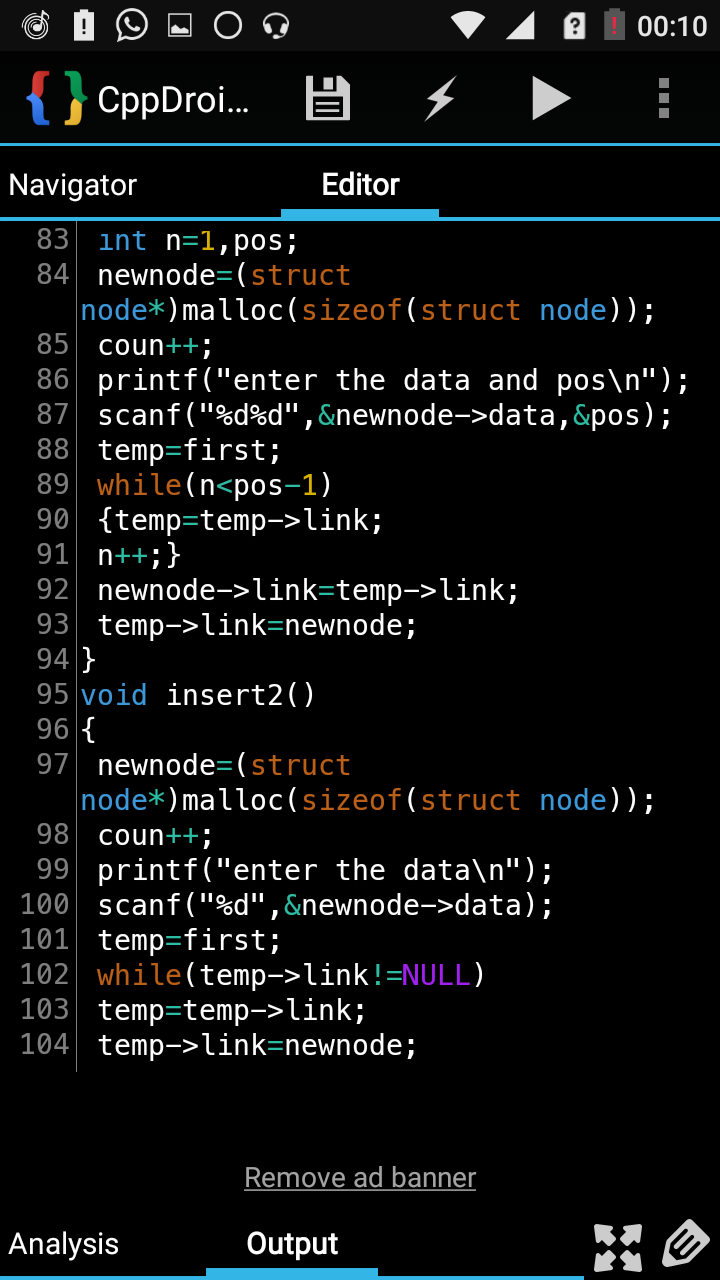 00:10
CppDroi...
Navigator
Editor
83 int n=1,pos;
84 newnode=(struct
node*)malloc(sizeof(struct node));
85 coun++;
86 printf("enter the data and pos\n");
87 scanf("%d%d",&newnode->data,&pos);
88 temp=first;
89 while(n<pos-1)
90 {temp=temp->link;
91 n++;}
92 newnode->link=temp->link;
93 temp->link=newnode;
94 }
95 void insert2()
96 {
97 newnode=(struct
node*)malloc(sizeof(struct node));
98 coun++;
99 printf("enter the data\n");
100 scanf("%d",&newnode->data);
101 temp=first;
102 while(temp->link!=NULL)
103 temp=temp->link;
104 temp->link=newnode;
Remove ad banner
Analysis
Output